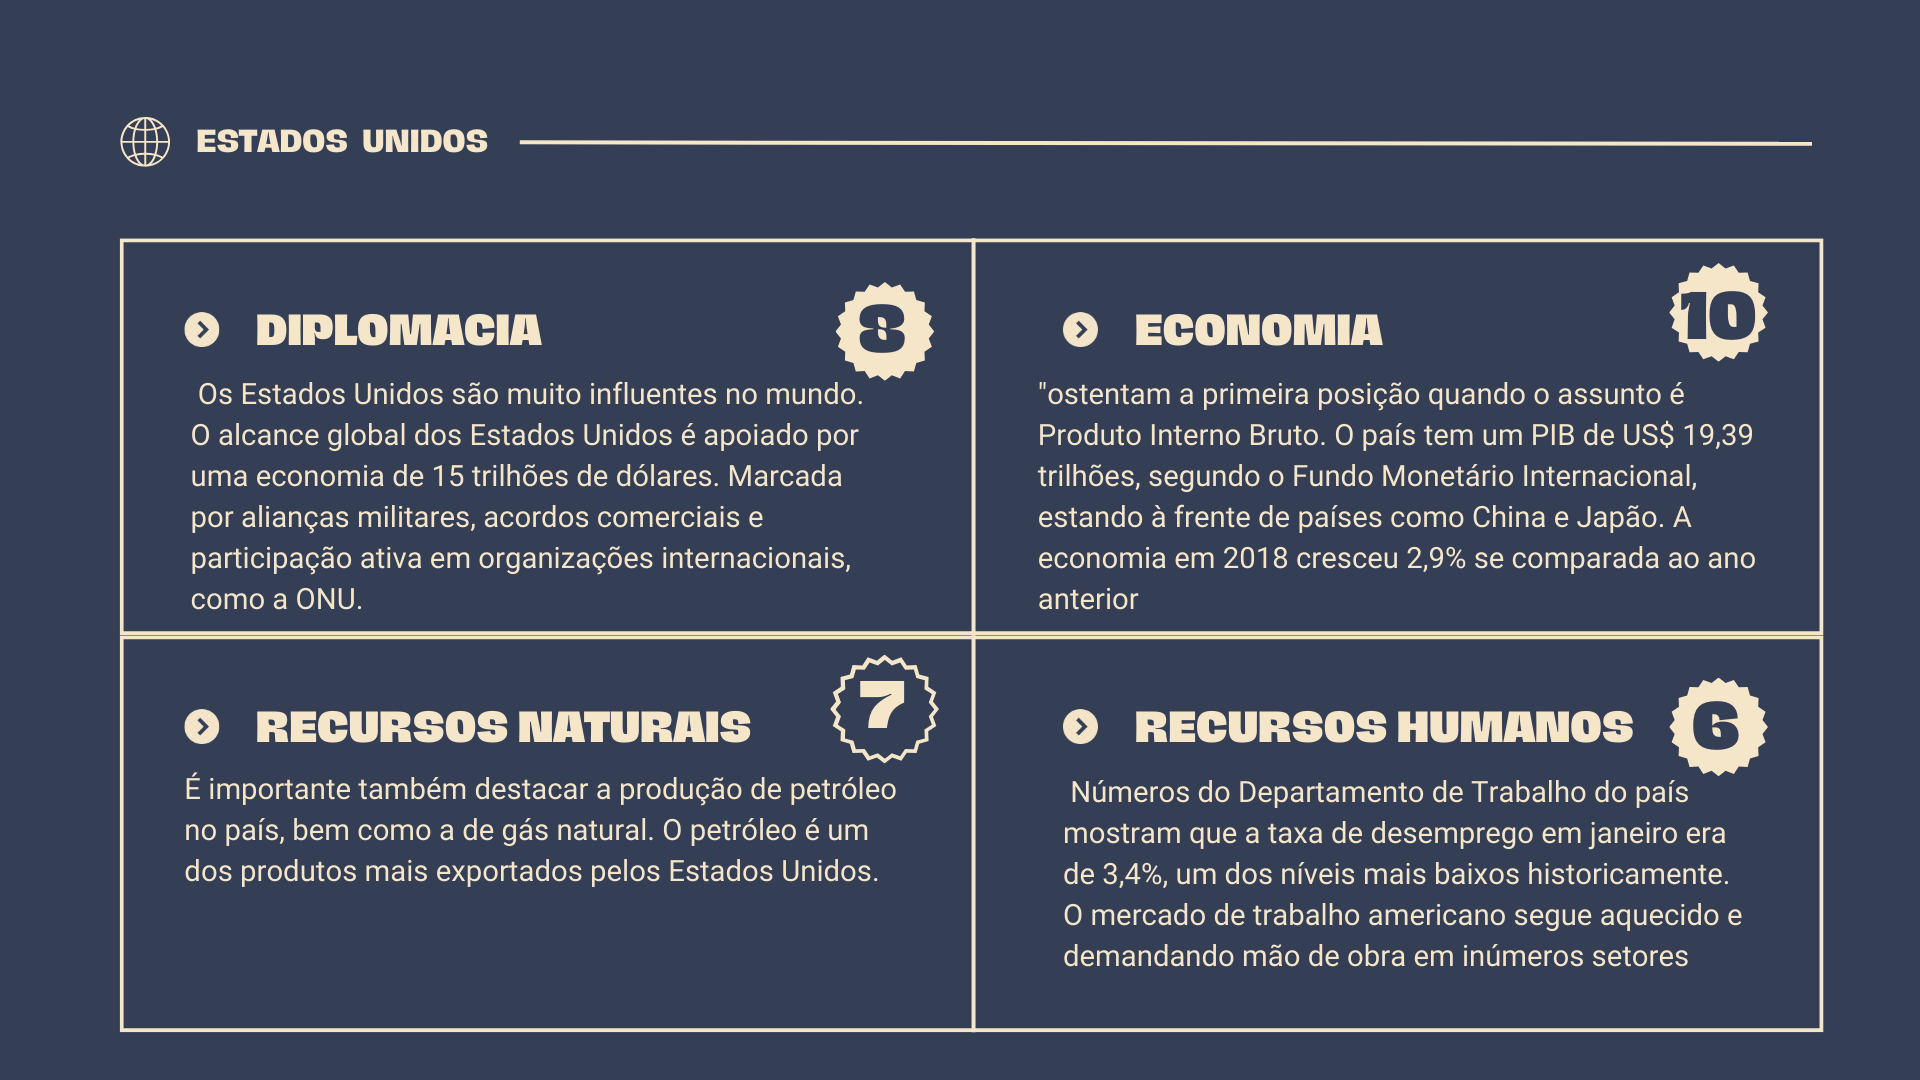 ESTADOS UNIDOS
DIPLOMACIA
8
Os Estados Unidos são muito influentes no mundo.
O alcance global dos Estados Unidos é apoiado por
uma economia de 15 trilhões de dólares. Marcada
por alianças militares, acordos comerciais e
participação ativa em organizações internacionais,
como a ONU.
ECONOMIA
10
"ostentam a primeira posição quando o assunto é
Produto Interno Bruto. O país tem um PIB de US$ 19,39
trilhões, segundo o Fundo Monetário Internacional,
estando à frente de países como China e Japão. A
economia em 2018 cresceu 2,9% se comparada ao ano
anterior
RECURSOS NATURAIS
7
É importante também destacar a produção de petróleo
no país, bem como a de gás natural. O petróleo é um
dos produtos mais exportados pelos Estados Unidos.
RECURSOS HUMANOS
6
Números do Departamento de Trabalho do país
mostram que a taxa de desemprego em janeiro era
de 3,4%, um dos níveis mais baixos historicamente.
O mercado de trabalho americano segue aquecido e
demandando mão de obra em inúmeros setores